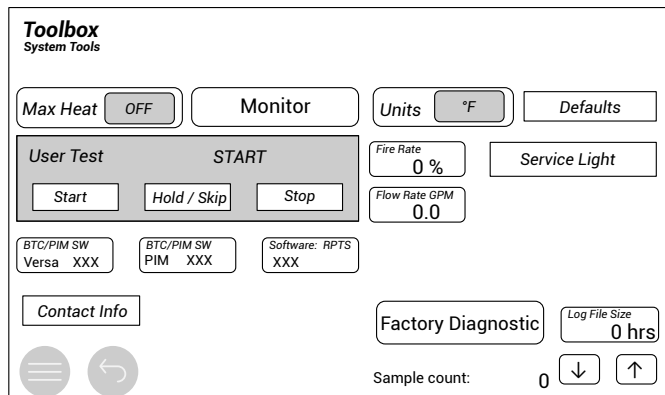 Toolbox
System Tools
Max Heat OFF
Monitor
Units °F
Defaults
User Test START
Start
Hold / Skip
Stop
Fire Rate
0 %
Service Light
Flow Rate GPM
0.0
BTC/PIM SW
Versa XXX
BTC/PIM SW
PIM XXX
Software: RPTS
XXX
Contact Info
Factory Diagnostic
Log File Size
0 hrs
Sample count: 0